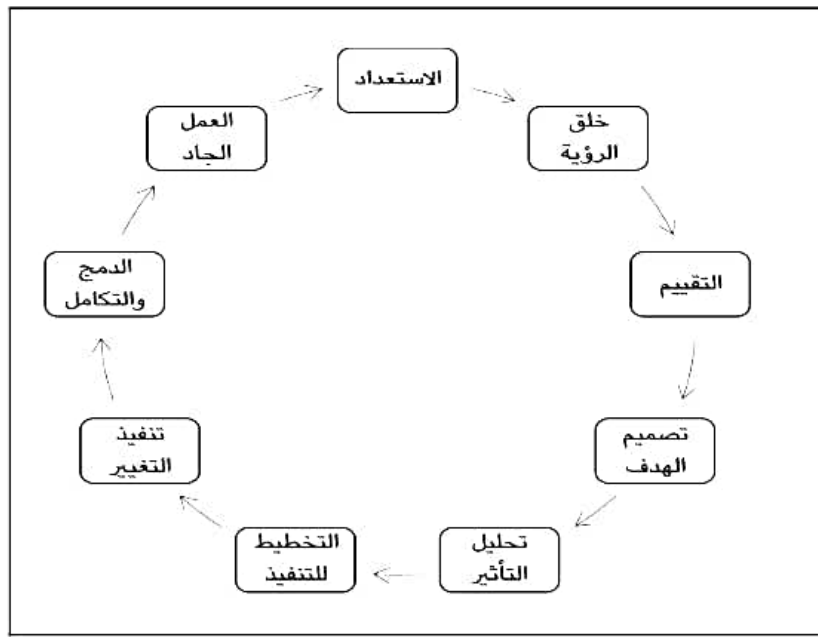 الاستعداد
خلق
الرؤية
التقييم
تصميم
الهدف
تحليل
التأثير
التخطيط
للتنفيذ
تنفيذ
التغيير
الدمج
والتكامل
العمل
الجاد